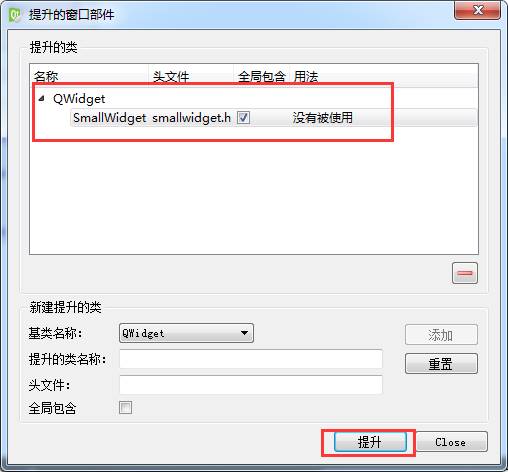 提升的窗口部件
提升的类
名称 头文件 全局包含 用法
QWidget
SmallWidget smallwidget.h 没有被使用
新建提升的类
基类名称: QWidget 添加
提升的类名称: 重置
头文件:
全局包含
提升 Close